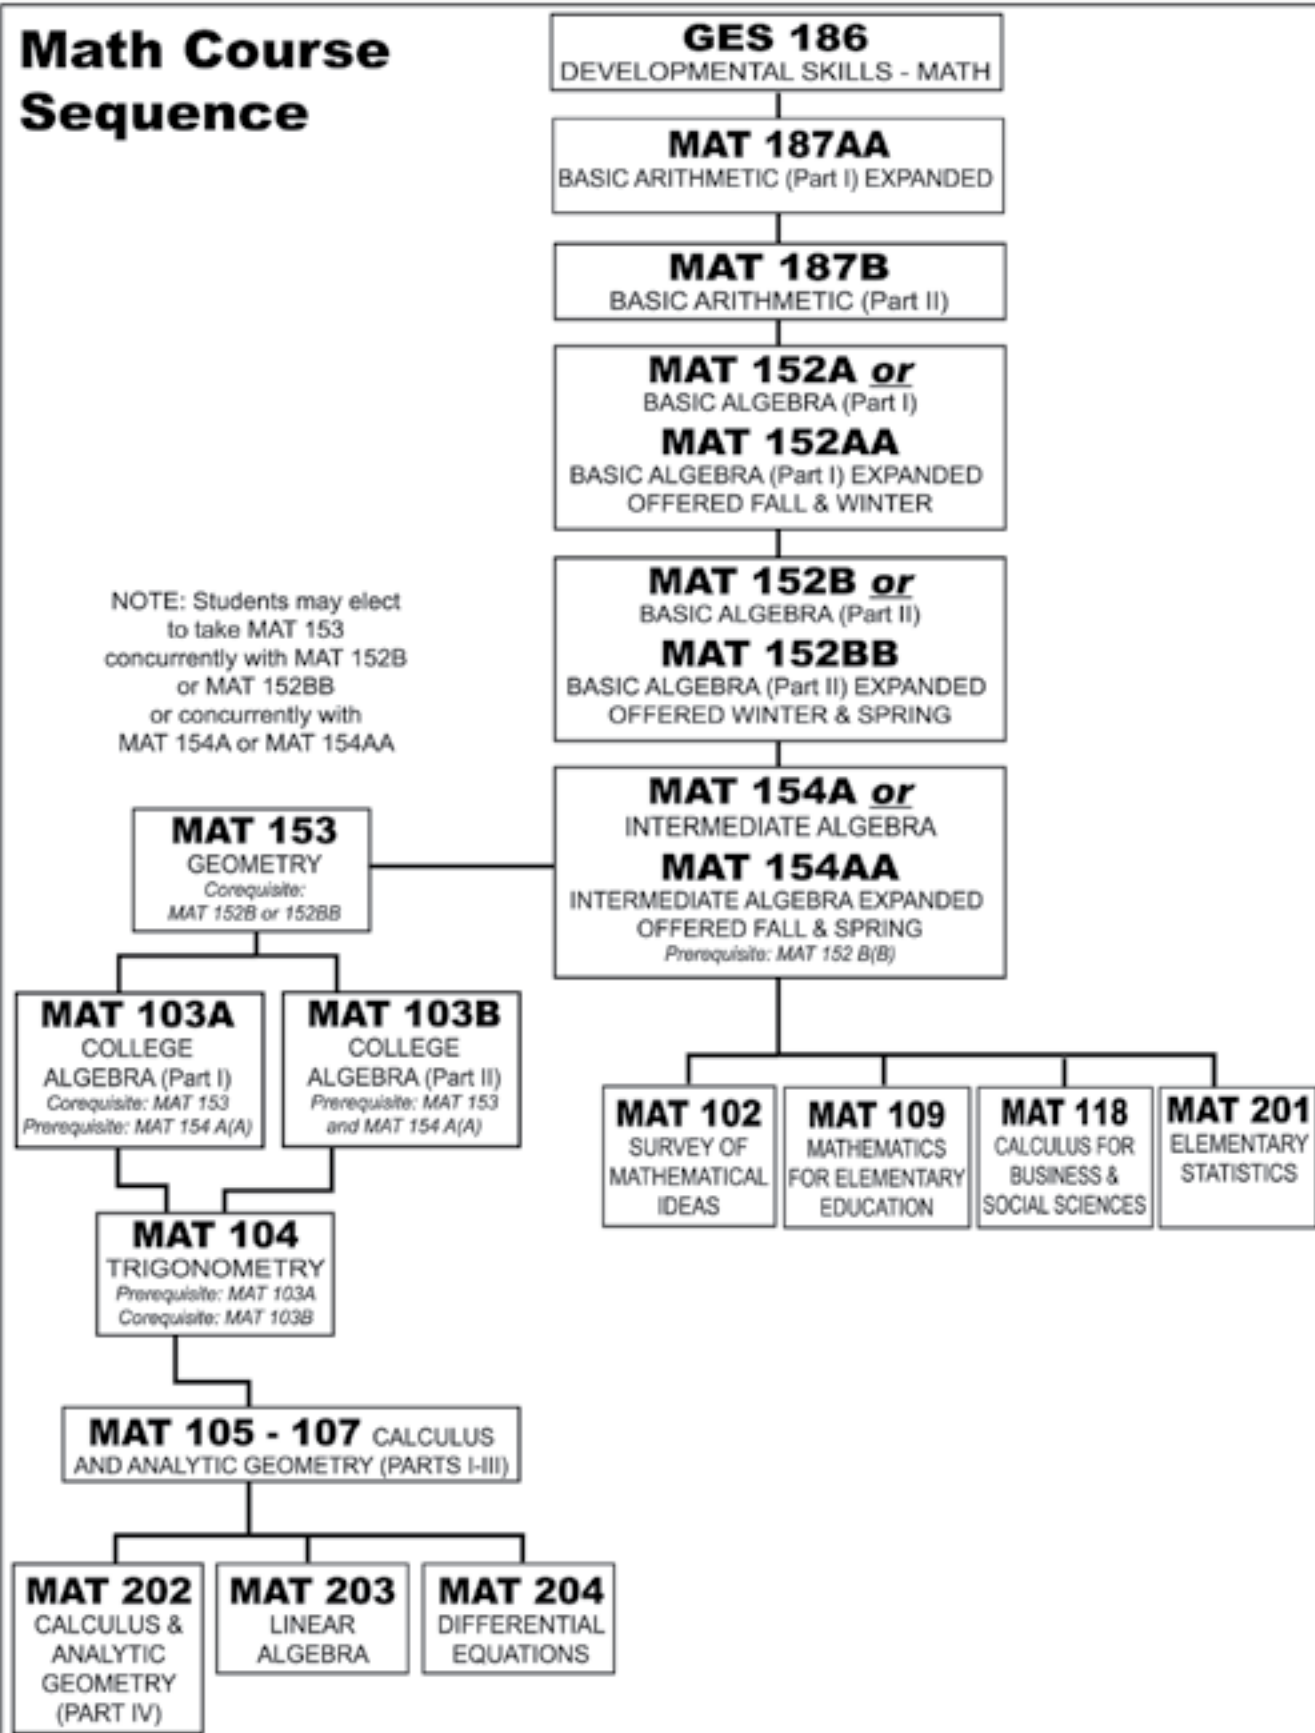 Math Course
Sequence
GES 186
DEVELOPMENTAL SKILLS - MATH
MAT 187AA
BASIC ARITHMETIC (Part I) EXPANDED
MAT 187B
BASIC ARITHMETIC (Part II)
MAT 152A or
BASIC ALGEBRA (Part I)
MAT 152AA
BASIC ALGEBRA (Part I) EXPANDED
OFFERED FALL & WINTER
MAT 152B or
BASIC ALGEBRA (Part II)
MAT 152BB
BASIC ALGEBRA (Part II) EXPANDED
OFFERED WINTER & SPRING
NOTE: Students may elect
to take MAT 153
concurrently with MAT 152B
or MAT 152BB
or concurrently with
MAT 154A or MAT 154AA
MAT 154A or
INTERMEDIATE ALGEBRA
MAT 154AA
INTERMEDIATE ALGEBRA EXPANDED
OFFERED FALL & SPRING
Prerequisite: MAT 152 B(B)
MAT 153
GEOMETRY
Corequisite:
MAT 152B or 152BB
MAT 103A
COLLEGE
ALGEBRA (Part I)
Corequisite: MAT 153
Prerequisite: MAT 154 A(A)
MAT 103B
COLLEGE
ALGEBRA (Part II)
Prerequisite: MAT 153
and MAT 154 A(A)
MAT 102
SURVEY OF
MATHEMATICAL
IDEAS
MAT 109
MATHEMATICS
FOR ELEMENTARY
EDUCATION
MAT 118
CALCULUS FOR
BUSINESS &
SOCIAL SCIENCES
MAT 201
ELEMENTARY
STATISTICS
MAT 104
TRIGONOMETRY
Prerequisite: MAT 103A
Corequisite: MAT 103B
MAT 105 - 107 CALCULUS
AND ANALYTIC GEOMETRY (PARTS I-III)
MAT 202
CALCULUS &
ANALYTIC
GEOMETRY
(PART IV)
MAT 203
LINEAR
ALGEBRA
MAT 204
DIFFERENTIAL
EQUATIONS